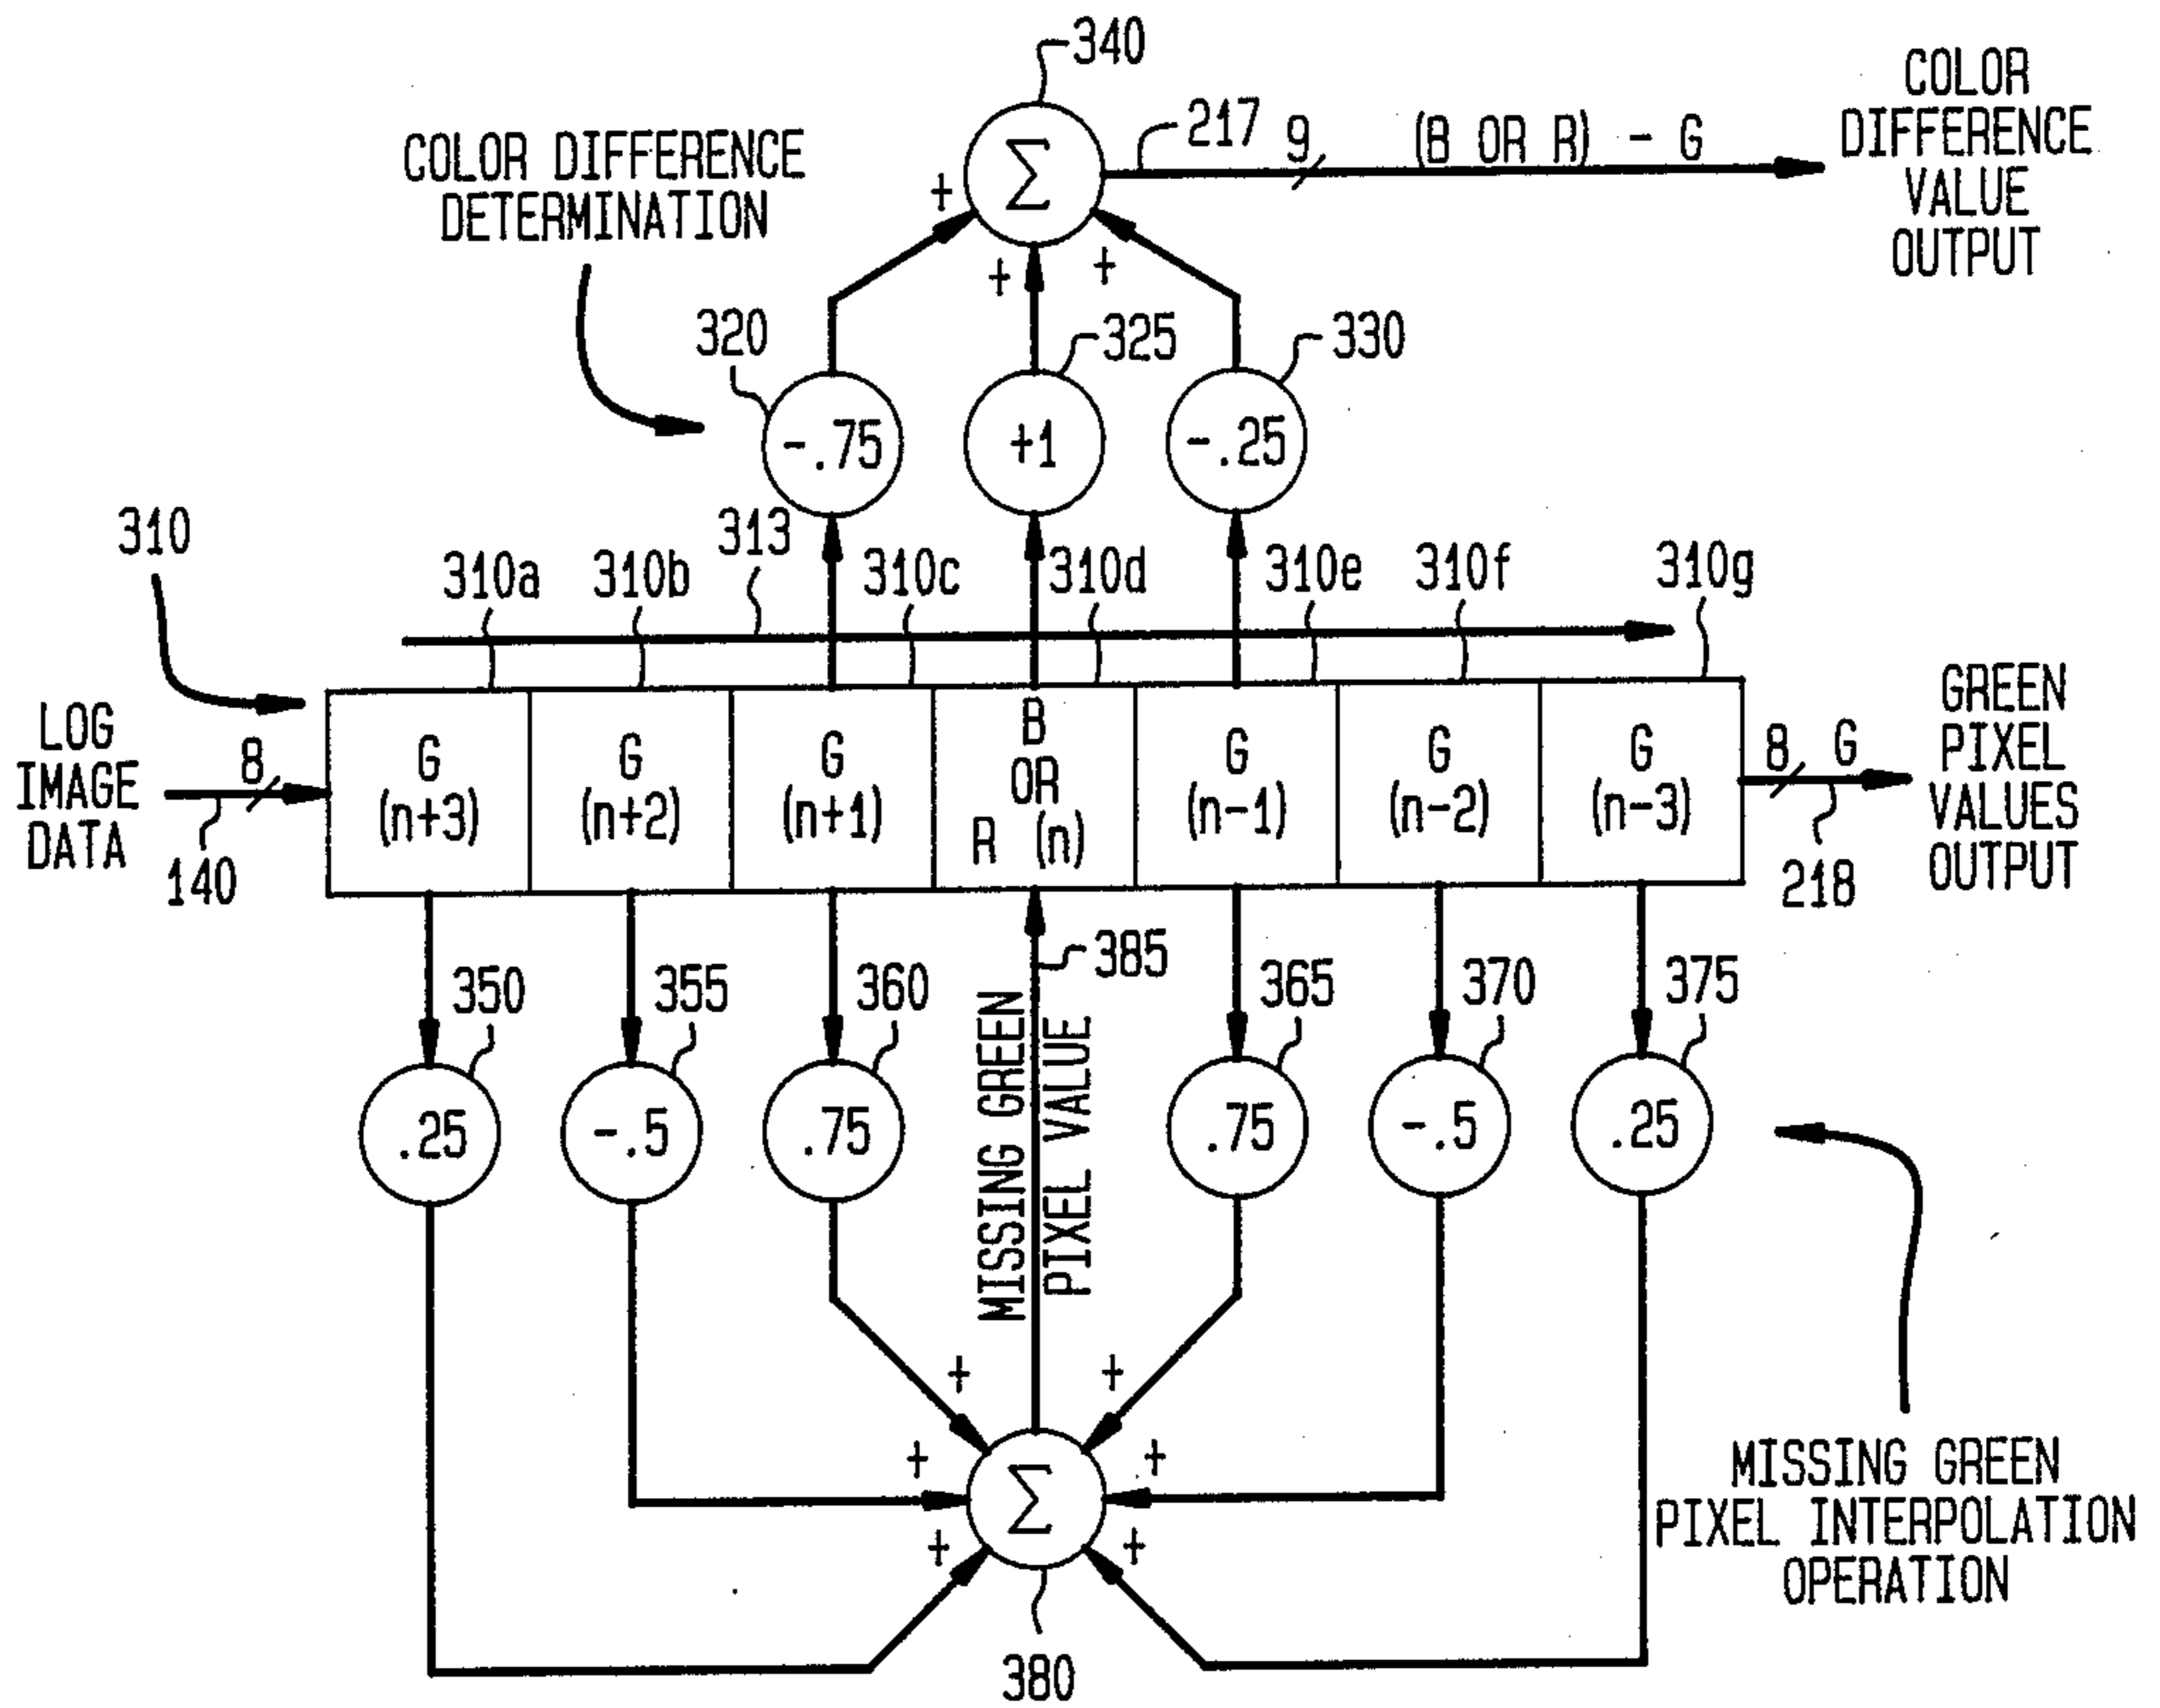 340
COLOR DIFFERENCE
DETERMINATION
217
9
(B OR R) - G
COLOR
DIFFERENCE
VALUE
OUTPUT
+
Σ
+
+
320
325
330
-.75
+1
-.25
310
313
310a
310b
310c
310d
310e
310f
310g
LOG
IMAGE
DATA
8
140
G
(n+3)
G
(n+2)
G
(n+1)
B
OR
R (n)
G
(n-1)
G
(n-2)
G
(n-3)
8
G
218
GREEN
PIXEL
VALUES
OUTPUT
385
350
355
360
365
370
375
.25
-.5
.75
.75
-.5
.25
MISSING GREEN
PIXEL VALUE
+
+
+
+
+
+
Σ
380
MISSING GREEN
PIXEL INTERPOLATION
OPERATION